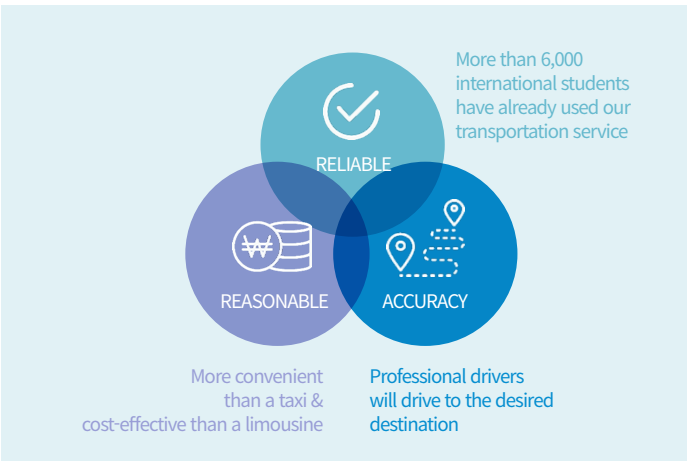 More than 6,000
international students
have already used our
transportation service
RELIABLE
REASONABLE
ACCURACY
More convenient
than a taxi &
cost-effective than a limousine
Professional drivers
will drive to the desired
destination